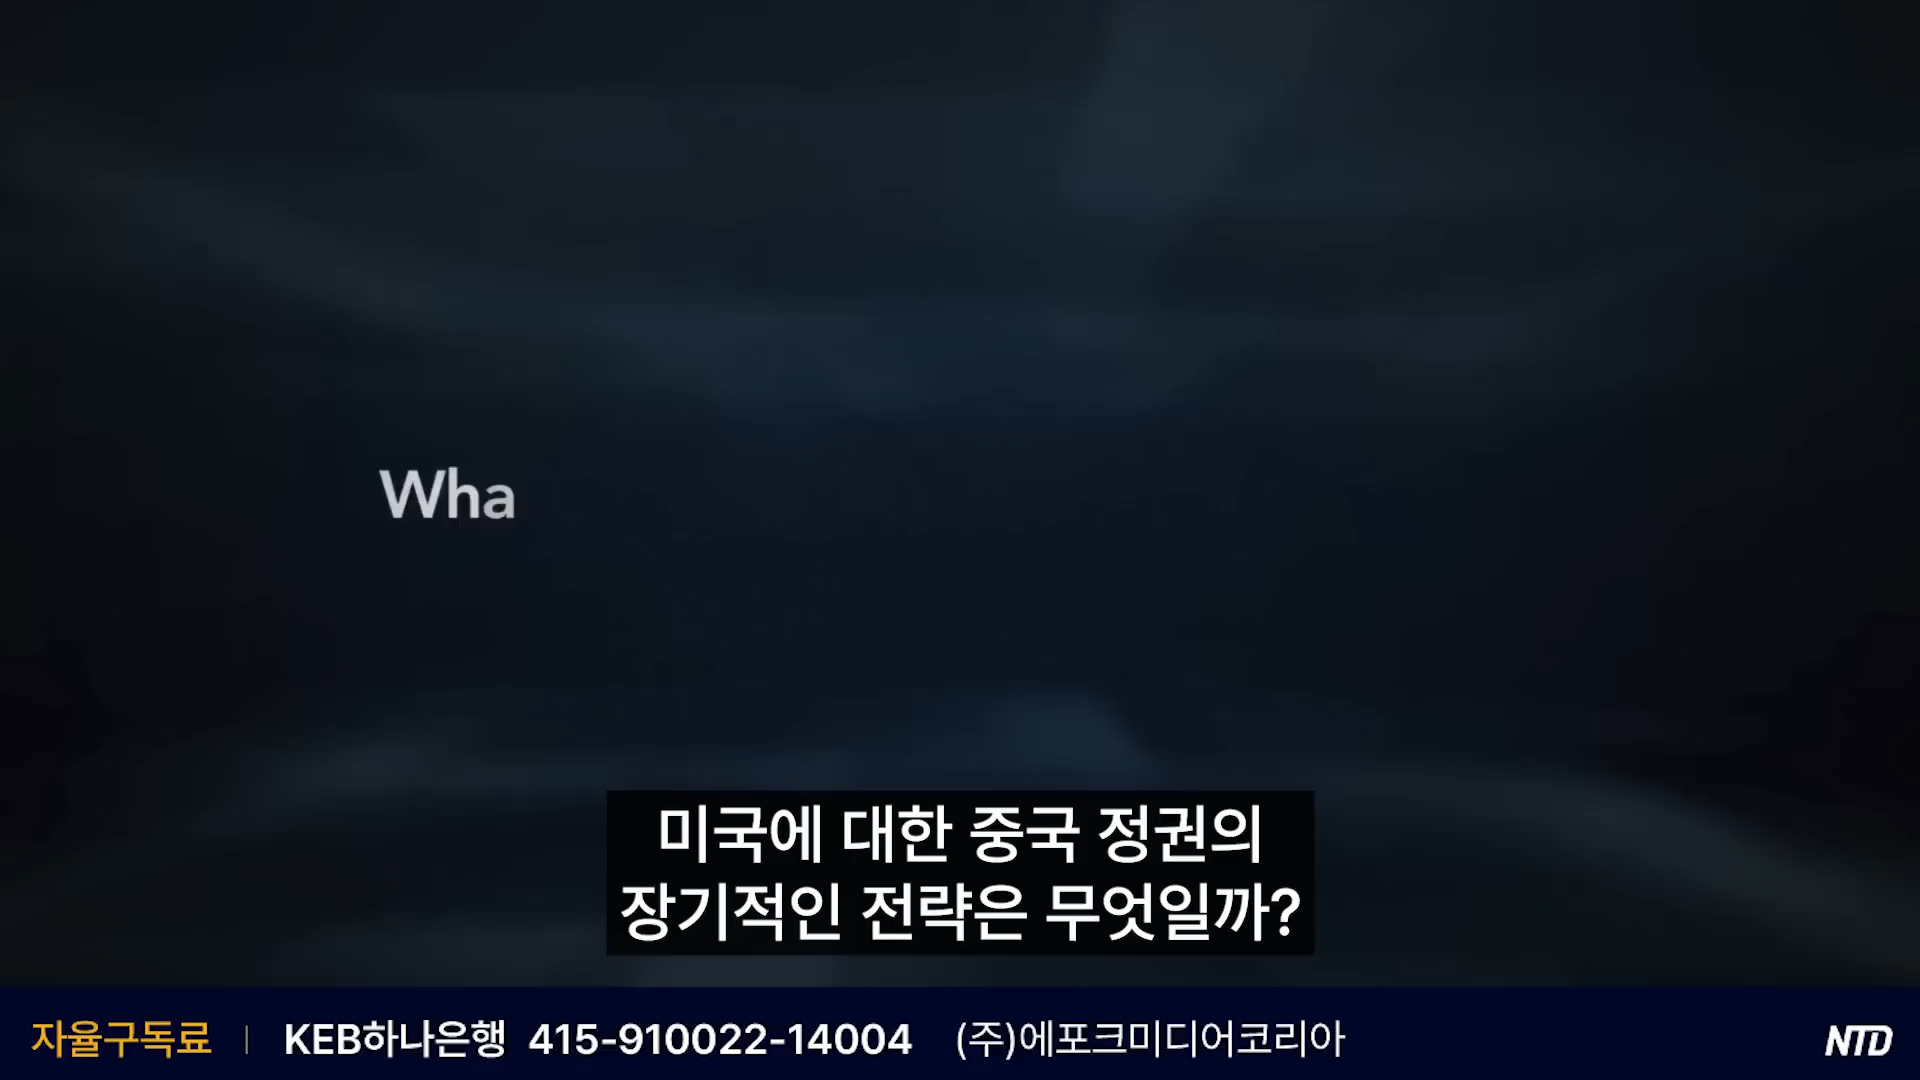 Wha
미국에 대한 중국 정권의
장기적인 전략은 무엇일까?
자율구독료 | KEB하나은행 415-910022-14004 (주)에포크미디어코리아 NTD